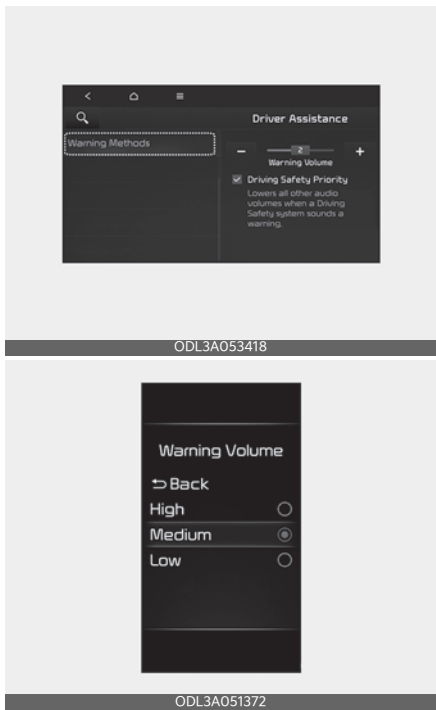 Driver Assistance
Warning Methods
2
Warning Volume
Driving Safety Priority
Lowers all other audio
volumes when a Driving
Safety system sounds a
warning.
ODL3A053418
Warning Volume
Back
High
Medium
Low
ODL3A051372